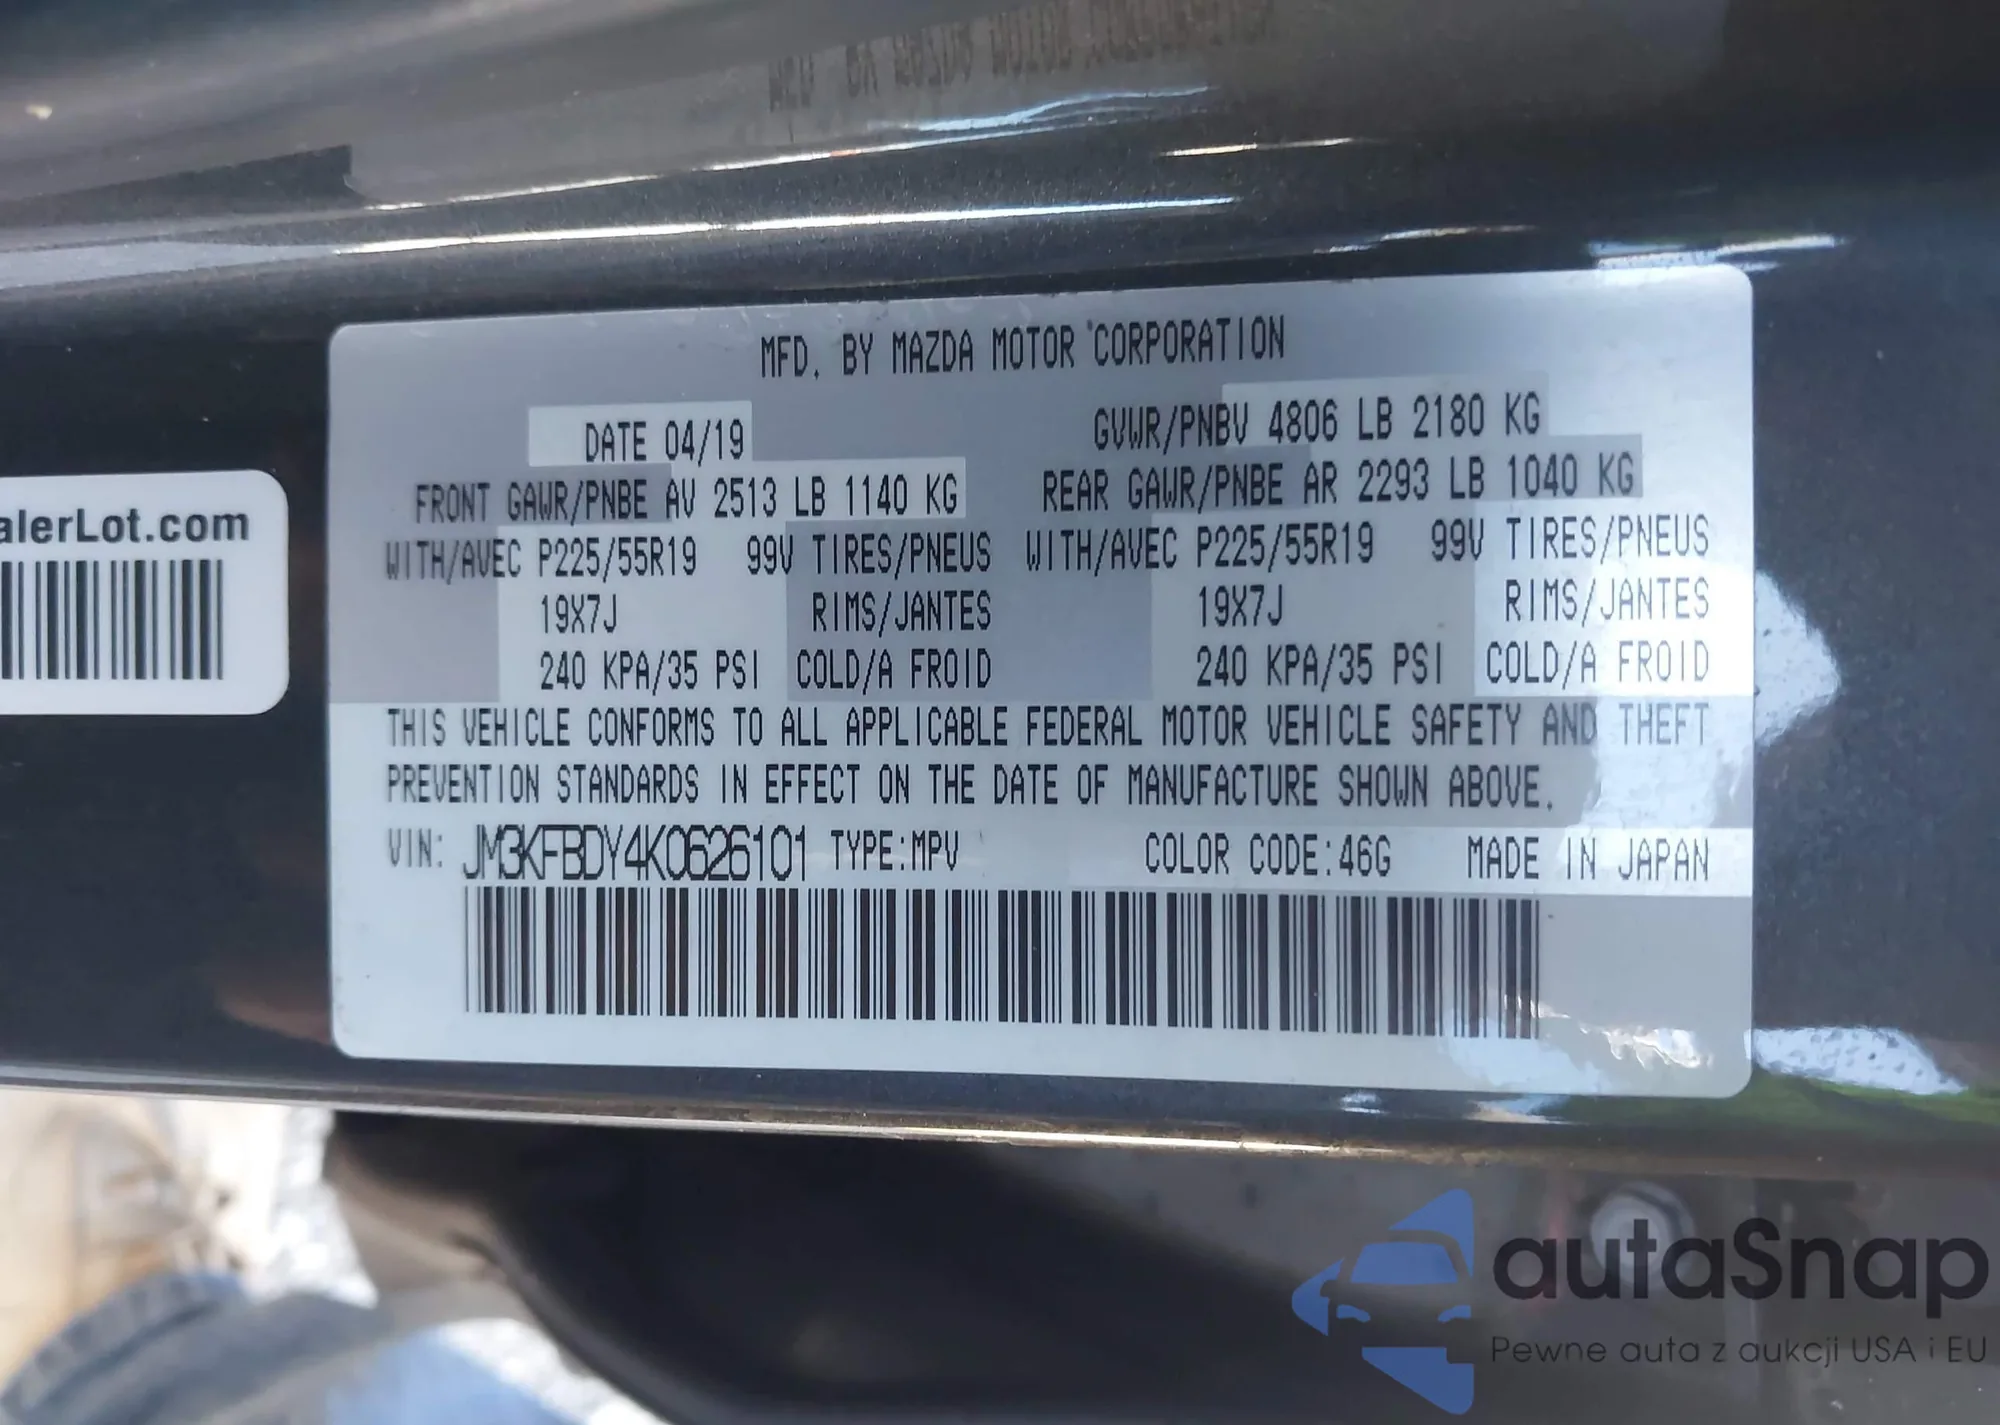 MFD. BY MAZDA MOTOR CORPORATION
DATE 04/19 GVWR/PNBV 4806 LB 2180 KG
FRONT GAWR/PNBE AV 2513 LB 1140 KG REAR GAWR/PNBE AR 2293 LB 1040 KG
WITH/AVEC P225/55R19 99V TIRES/PNEUS WITH/AVEC P225/55R19 99V TIRES/PNEUS
19X7J RIMS/JANTES 19X7J RIMS/JANTES
240 KPA/35 PSI COLD/A FROID 240 KPA/35 PSI COLD/A FROID
THIS VEHICLE CONFORMS TO ALL APPLICABLE FEDERAL MOTOR VEHICLE SAFETY AND THEFT
PREVENTION STANDARDS IN EFFECT ON THE DATE OF MANUFACTURE SHOWN ABOVE.
VIN: JM3KFBDY4K0626101 TYPE:MPV COLOR CODE:46G MADE IN JAPAN
alerLot.com
autaSnap
Pewne auta z aukcji USA i EU